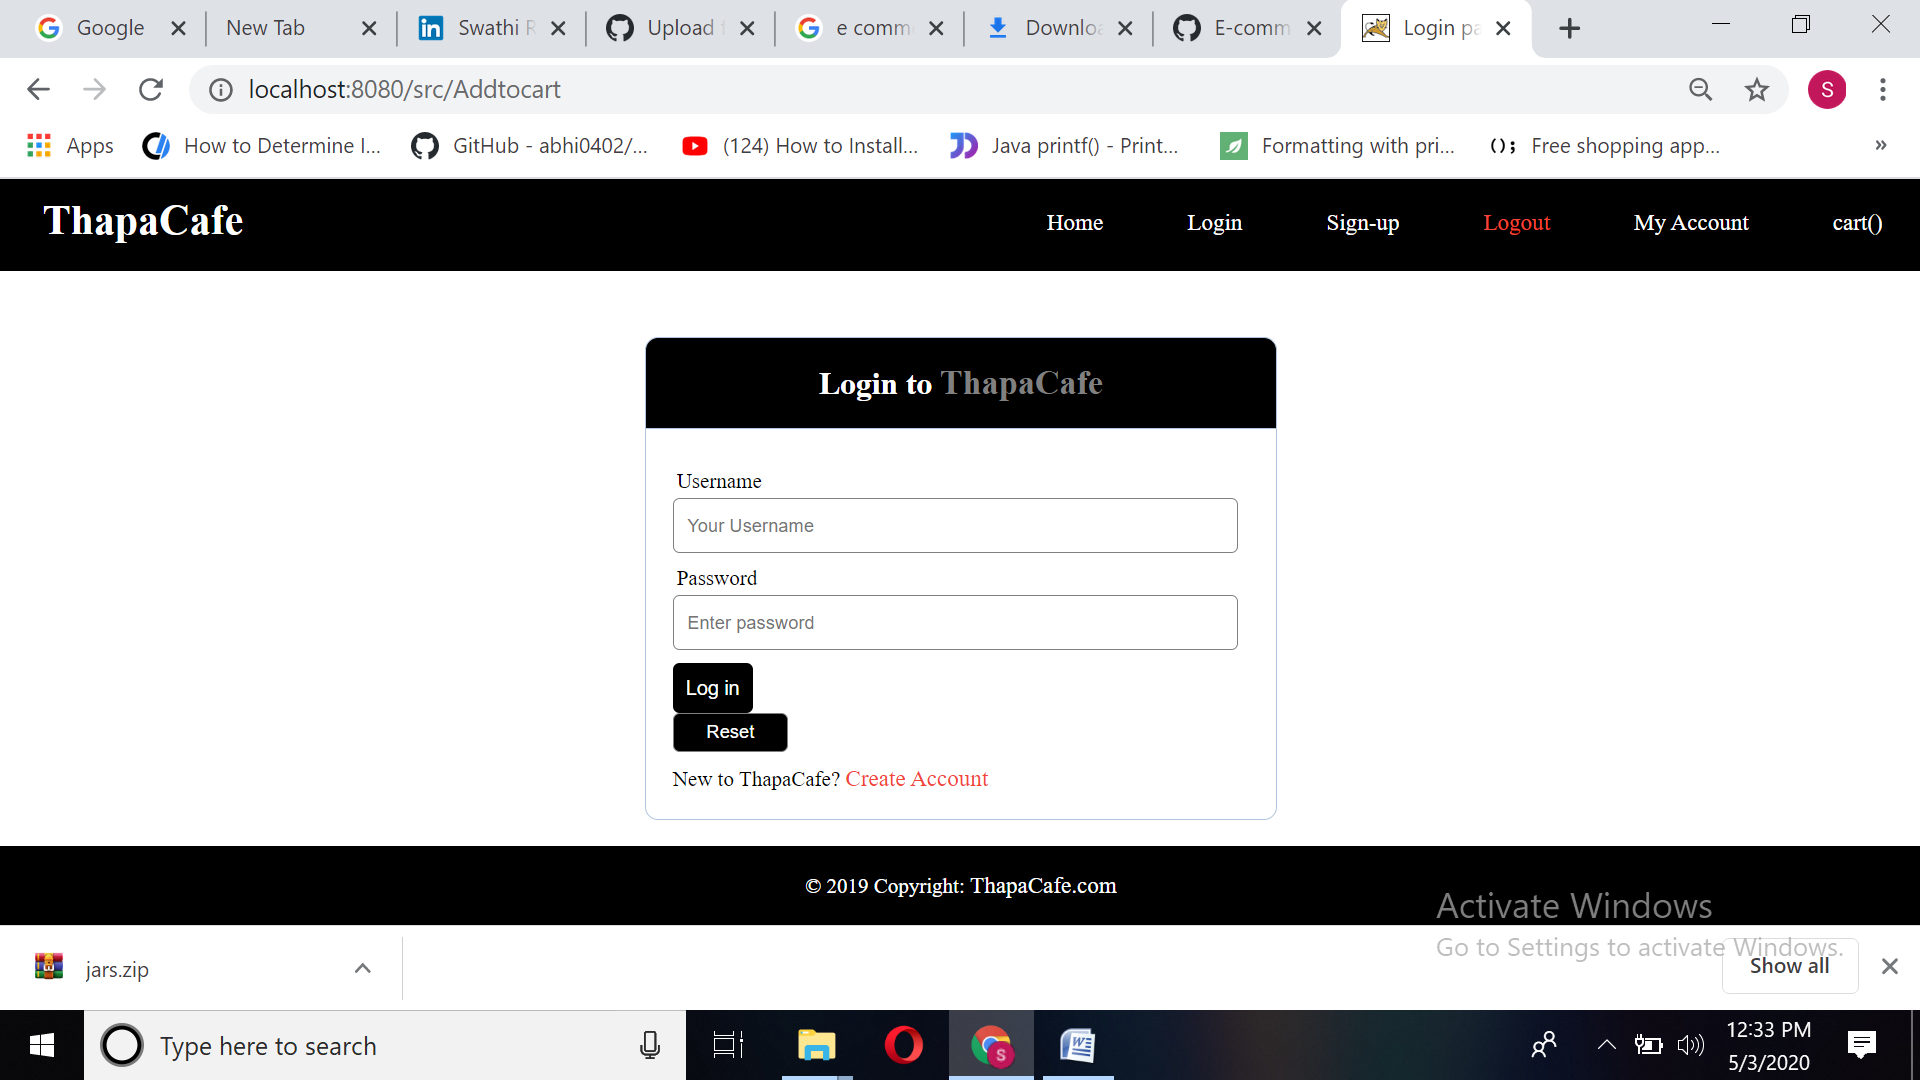 Google New Tab Swathi R Upload f e comme Downloa E-comm Login pa
localhost:8080/src/Addtocart S
Apps How to Determine I... GitHub - abhi0402/... (124) How to Install... Java printf() - Print... Formatting with pri... (); Free shopping app... »
ThapaCafe Home Login Sign-up Logout My Account cart()
Login to ThapaCafe
Username
Your Username
Password
Enter password
Log in
Reset
New to ThapaCafe? Create Account
© 2019 Copyright: ThapaCafe.com
Activate Windows
Go to Settings to activate Windows.
jars.zip Show all
Type here to search
12:33 PM
5/3/2020